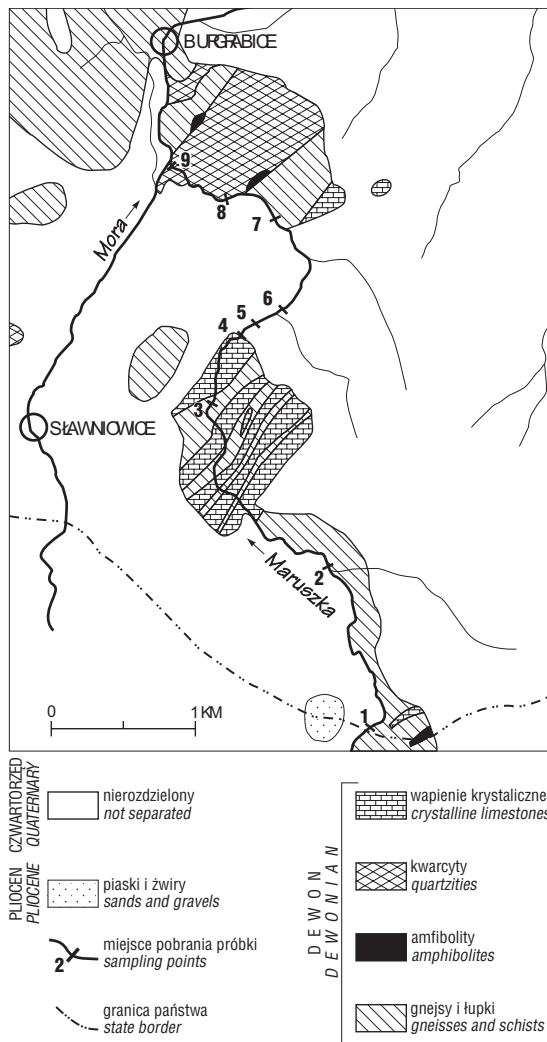 BURGRABICE
9
Mora →
8
7
6
5
4
3
SŁAWNIOWICE
2
← Maruszka
1
0 1 KM
CZWARTORZĘD
QUATERNARY
nierozdzielony
not separated
PLIOCEN
PLIOCENE
piaski i żwiry
sands and gravels
2
miejsce pobrania próbki
sampling points
granica państwa
state border
DEWON
DEVONIAN
wapienie krystaliczne
crystalline limestones
kwarcyty
quartzities
amfibolity
amphibolites
gnejsy i łupki
gneisses and schists